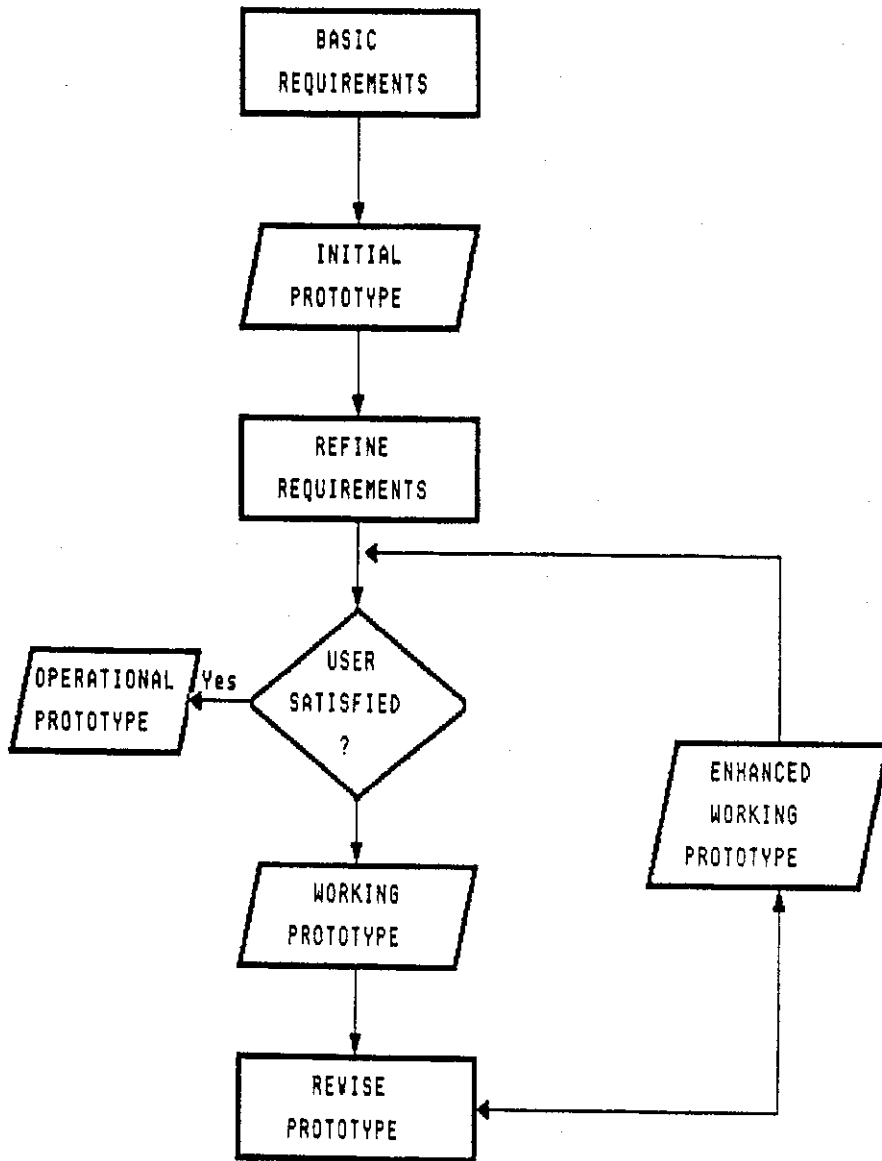 BASIC
REQUIREMENTS
INITIAL
PROTOTYPE
REFINE
REQUIREMENTS
USER
SATISFIED
?
Yes
OPERATIONAL
PROTOTYPE
WORKING
PROTOTYPE
REVISE
PROTOTYPE
ENHANCED
WORKING
PROTOTYPE